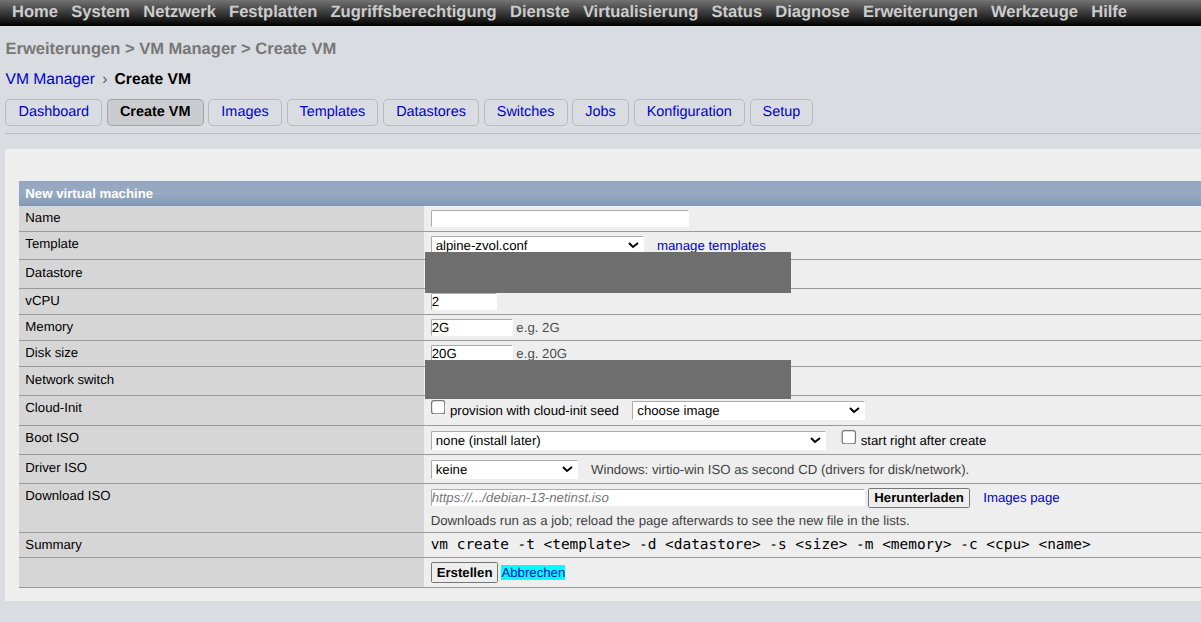 Home System Netzwerk Festplatten Zugriffsberechtigung Dienste Virtualisierung Status Diagnose Erweiterungen Werkzeuge Hilfe
Erweiterungen > VM Manager > Create VM
VM Manager › Create VM
Dashboard Create VM Images Templates Datastores Switches Jobs Konfiguration Setup
New virtual machine
Name
Template alpine-zvol.conf manage templates
Datastore
vCPU 2
Memory 2G e.g. 2G
Disk size 20G e.g. 20G
Network switch
Cloud-Init provision with cloud-init seed choose image
Boot ISO none (install later) start right after create
Driver ISO keine Windows: virtio-win ISO as second CD (drivers for disk/network).
Download ISO https://.../debian-13-netinst.iso Herunterladen Images page
Downloads run as a job; reload the page afterwards to see the new file in the lists.
Summary vm create -t <template> -d <datastore> -s <size> -m <memory> -c <cpu> <name>
Erstellen Abbrechen